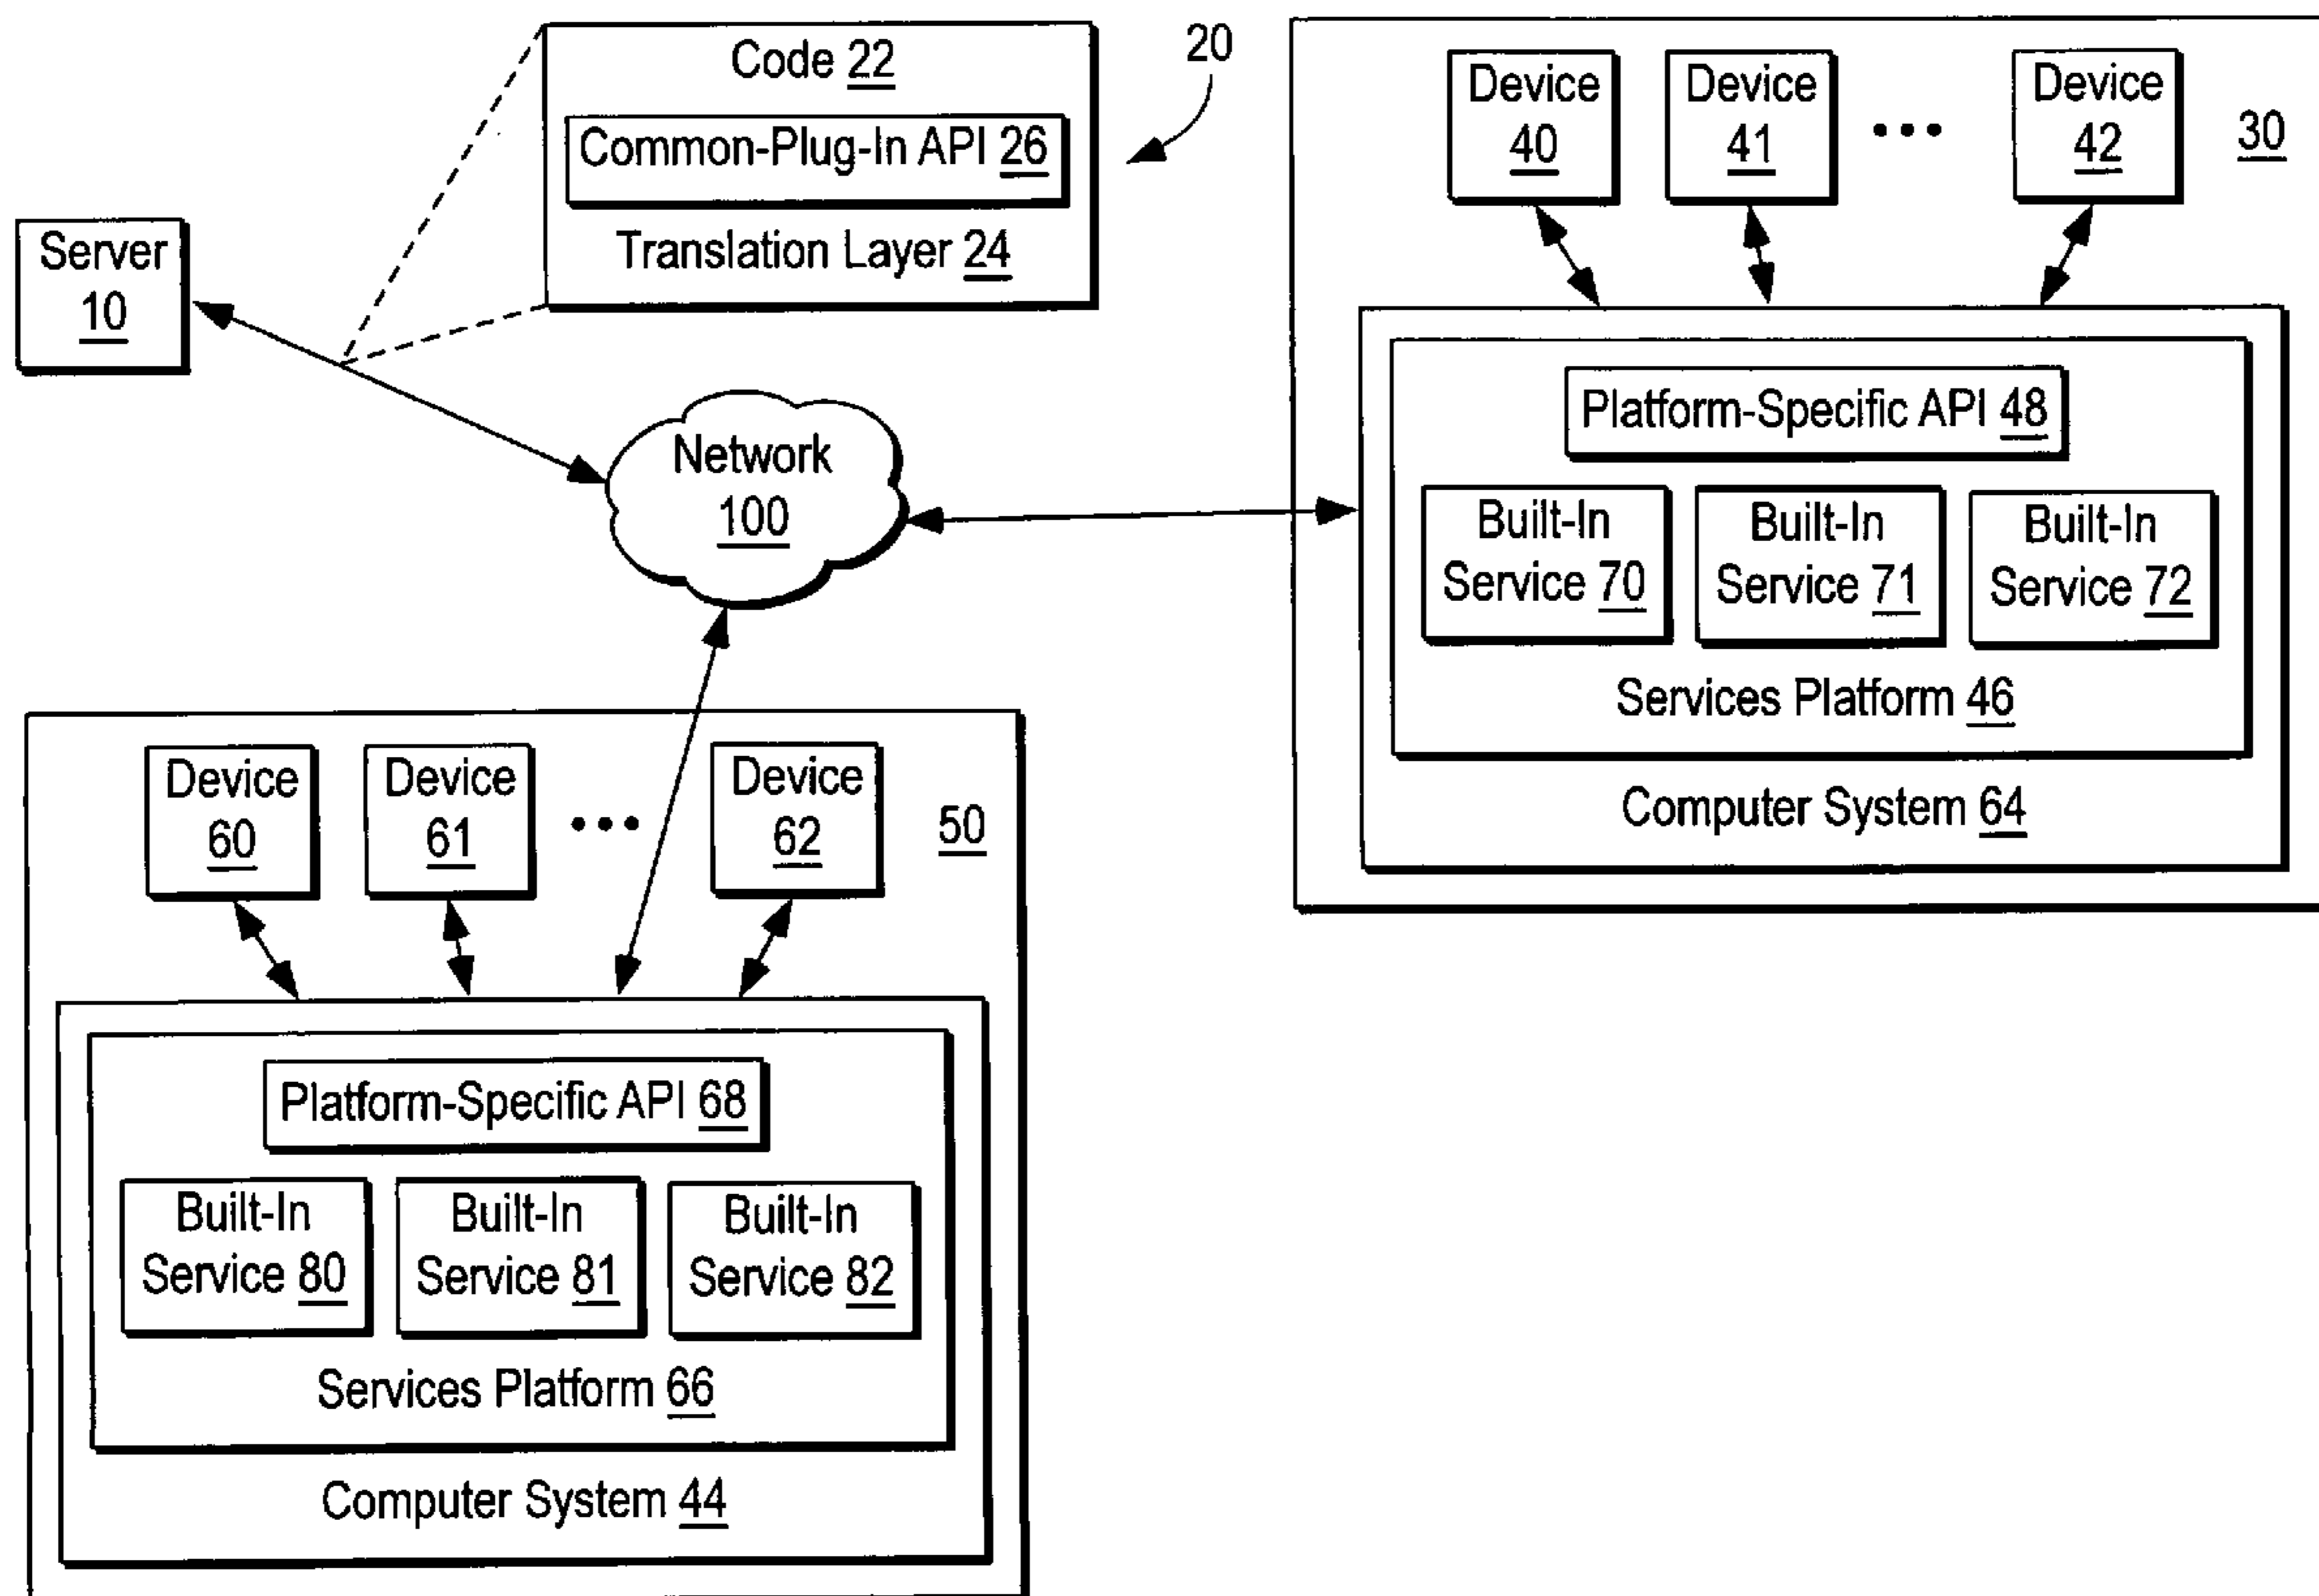 Code 22
Common-Plug-In API 26
Translation Layer 24
20
Server
10
Network
100
Device
40
Device
41
•••
Device
42
30
Platform-Specific API 48
Built-In
Service 70
Built-In
Service 71
Built-In
Service 72
Services Platform 46
Computer System 64
Device
60
Device
61
•••
Device
62
50
Platform-Specific API 68
Built-In
Service 80
Built-In
Service 81
Built-In
Service 82
Services Platform 66
Computer System 44